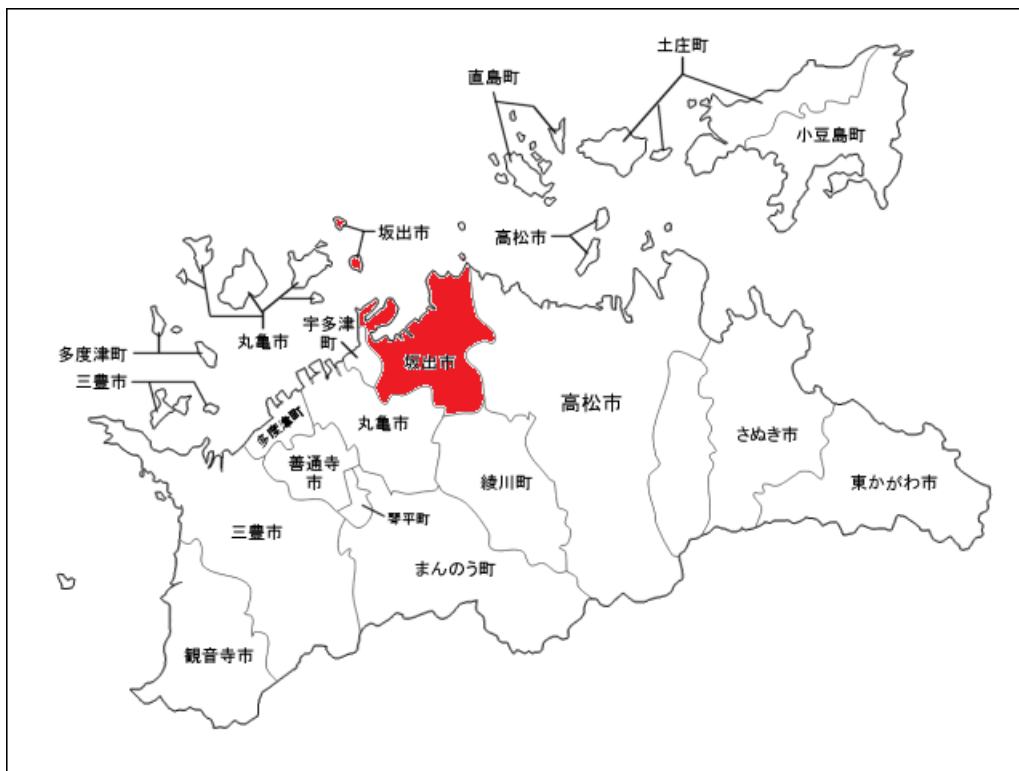 土庄町
直島町
小豆島町
坂出市
高松市
宇多津
町
丸亀市
多度津町
三豊市
坂出市
高松市
多度津町
丸亀市
さぬき市
善通寺
市
綾川町
東かがわ市
琴平町
三豊市
まんのう町
観音寺市